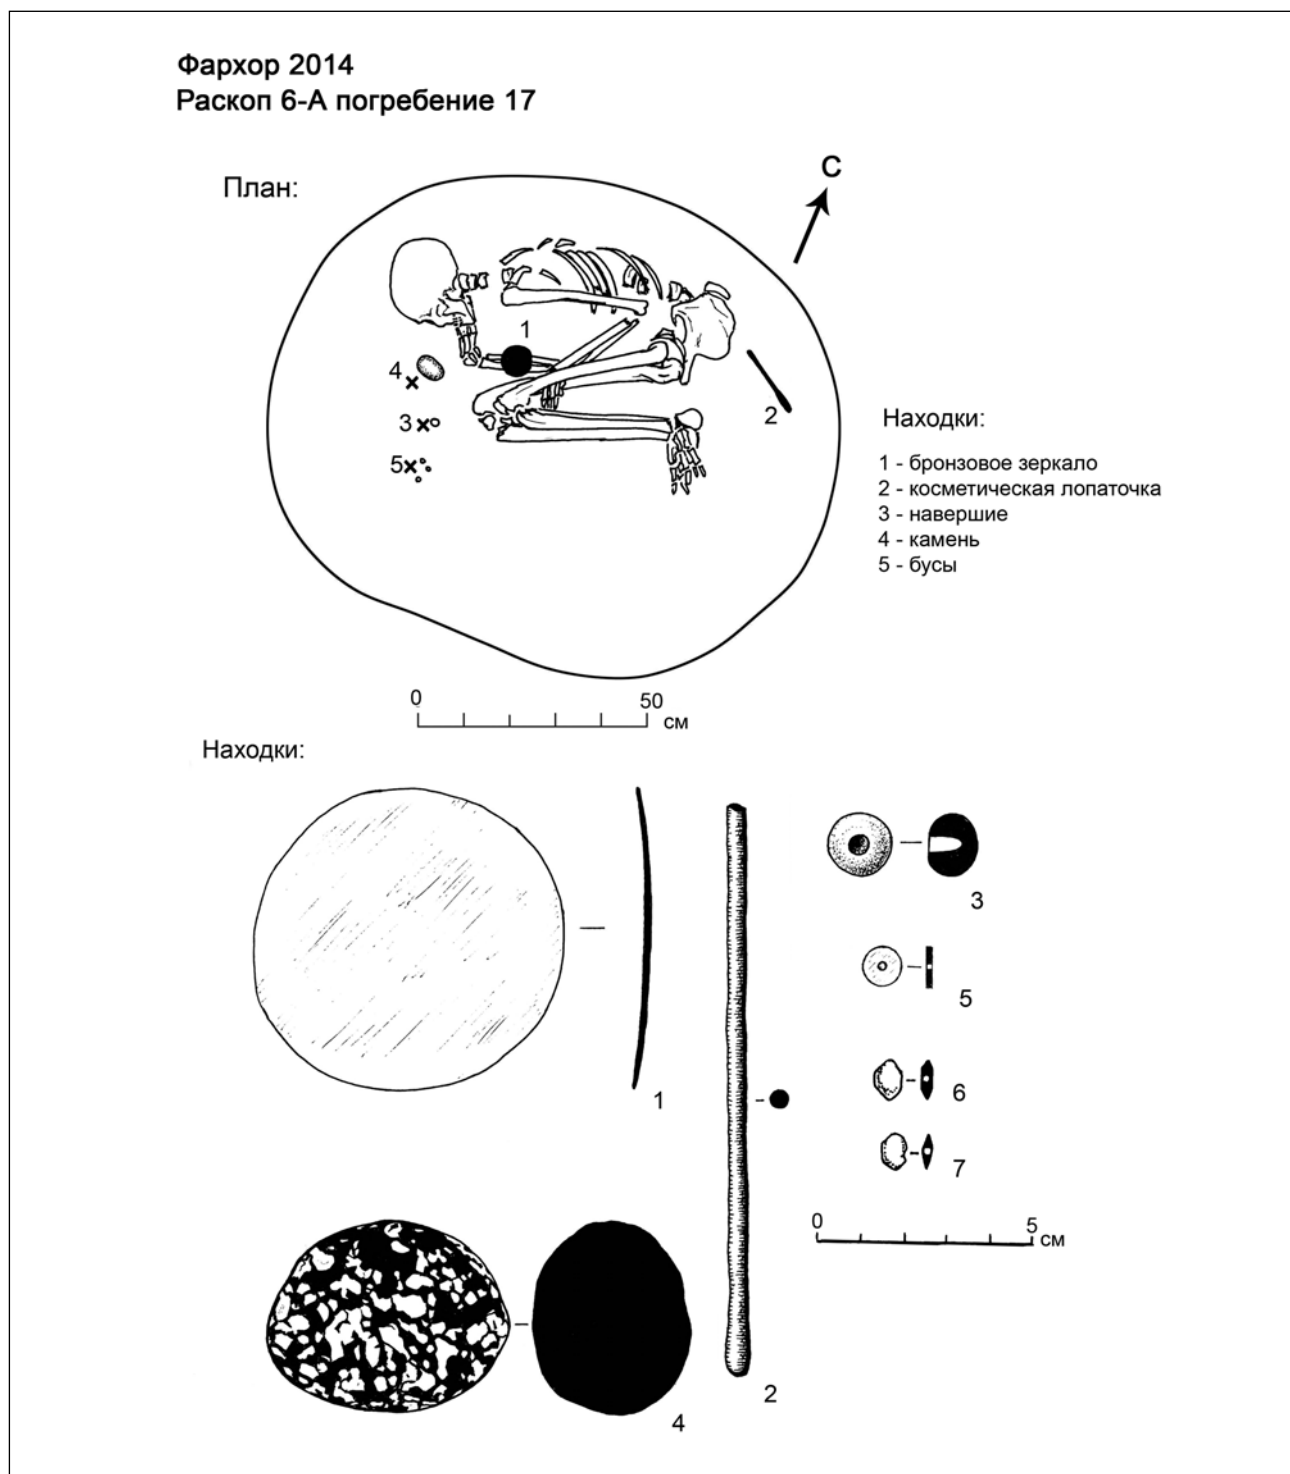 Фархор 2014
Раскоп 6-А погребение 17
План:
С
1
4
3
5
2
Находки:
1 - бронзовое зеркало
2 - косметическая лопаточка
3 - навершие
4 - камень
5 - бусы
0 50
см
Находки:
3
5
6
1
7
0 5
см
2
4